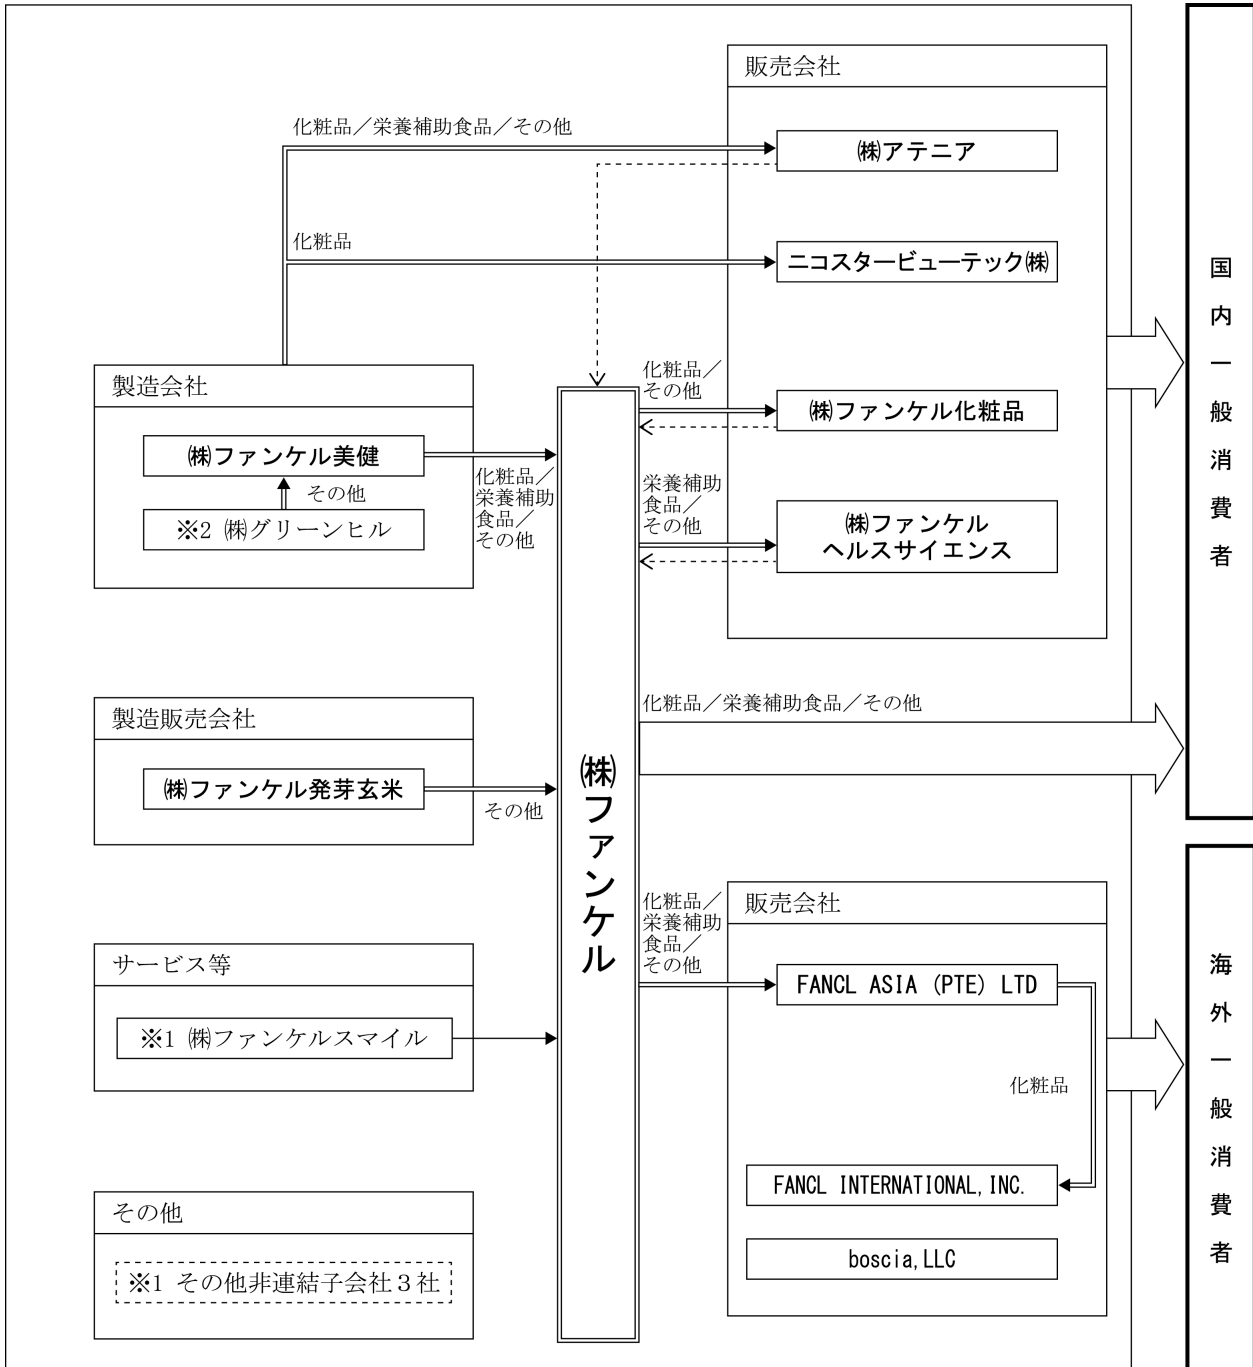 販売会社
化粧品／栄養補助食品／その他
㈱アテニア
化粧品
ニコスタービューテック㈱
製造会社
㈱ファンケル美健
その他
※2 ㈱グリーンヒル
化粧品／
栄養補助
食品／
その他
化粧品／
その他
㈱ファンケル化粧品
栄養補助
食品／
その他
㈱ファンケル
ヘルスサイエンス
国内一般消費者
製造販売会社
㈱ファンケル発芽玄米
その他
㈱ファンケル
化粧品／栄養補助食品／その他
サービス等
※1 ㈱ファンケルスマイル
化粧品／
栄養補助
食品／
その他
販売会社
FANCL ASIA (PTE) LTD
化粧品
FANCL INTERNATIONAL, INC.
boscia, LLC
海外一般消費者
その他
※1 その他非連結子会社３社